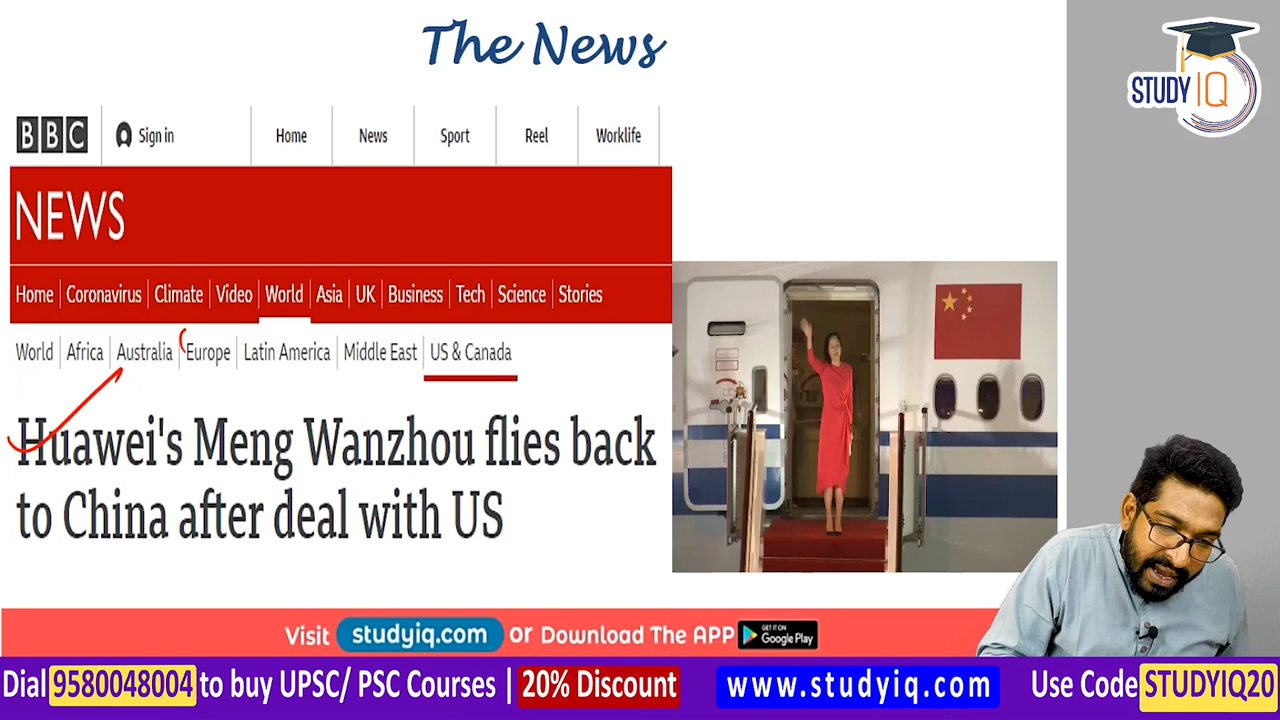 The News
STUDY IQ
BBC Sign in Home News Sport Reel Worklife
NEWS
Home Coronavirus Climate Video World Asia UK Business Tech Science Stories
World Africa Australia Europe Latin America Middle East US & Canada
Huawei's Meng Wanzhou flies back
to China after deal with US
Visit studyiq.com or Download The APP GET IT ON Google Play
Dial 9580048004 to buy UPSC/ PSC Courses | 20% Discount www.studyiq.com Use Code STUDYIQ20